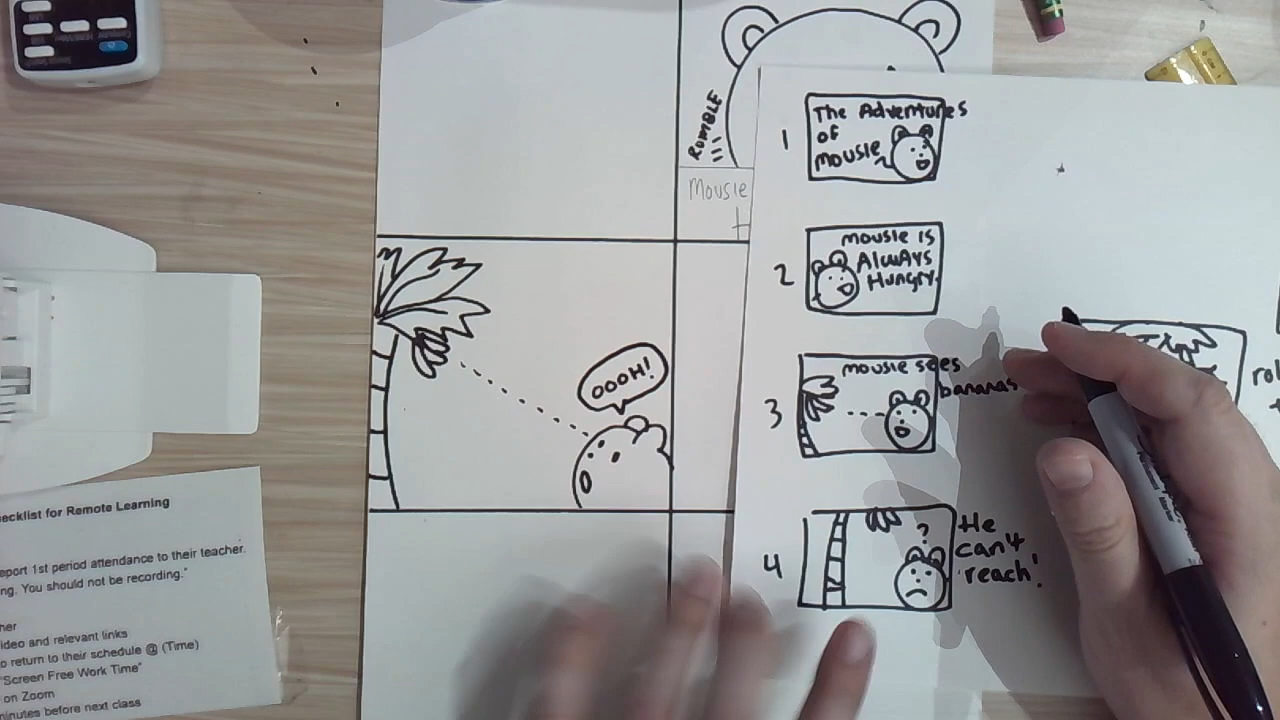 RUMBLE
Mousie
OOOH!
1
The Adventures
of
mousie
2
mousie is
Always
Hungry.
3
mousie sees
bananas
4
?
He
can't
reach!
ecklist for Remote Learning
eport 1st period attendance to their teacher.
ng. You should not be recording."
her
ideo and relevant links
o return to their schedule @ (Time)
"Screen Free Work Time"
on Zoom
minutes before next class